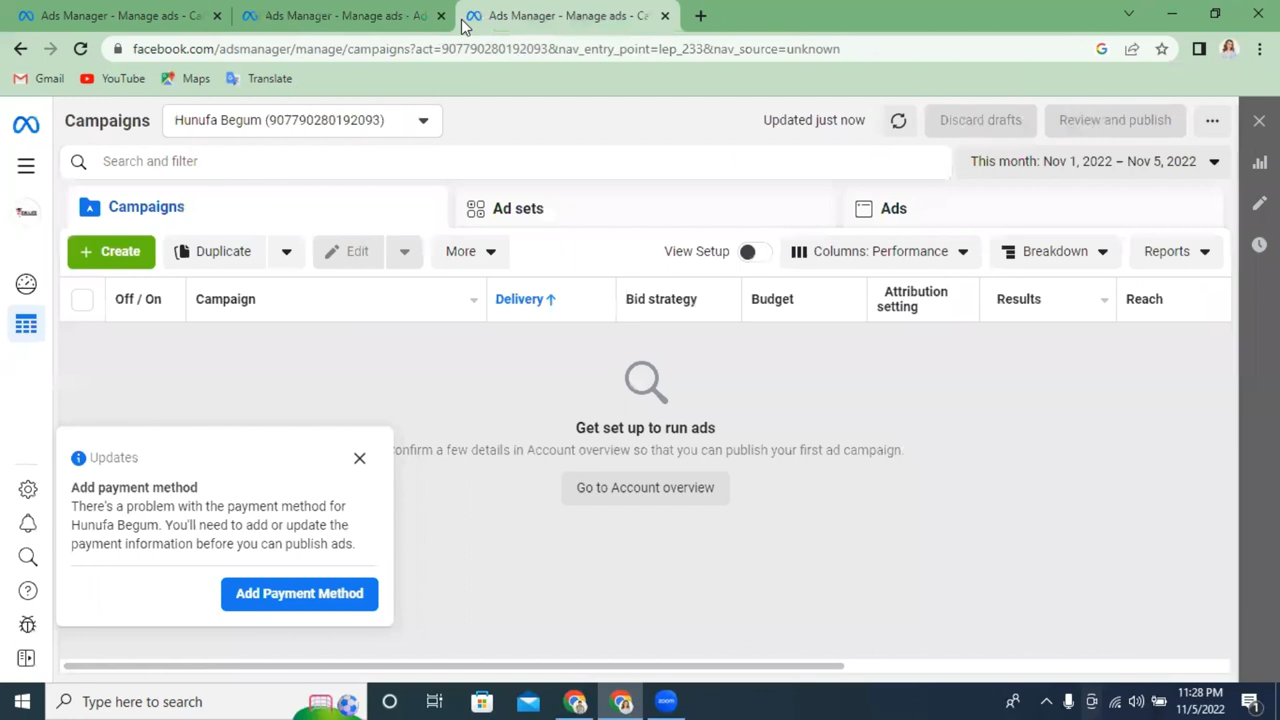 Ads Manager - Manage ads - Ca
Ads Manager - Manage ads - Ad
Ads Manager - Manage ads - Ca
facebook.com/adsmanager/manage/campaigns?act=907790280192093&nav_entry_point=lep_233&nav_source=unknown
Gmail YouTube Maps Translate
Campaigns Hunufa Begum (907790280192093) Updated just now Discard drafts Review and publish
Search and filter This month: Nov 1, 2022 – Nov 5, 2022
Campaigns Ad sets Ads
+ Create Duplicate Edit More View Setup Columns: Performance Breakdown Reports
Off / On Campaign Delivery↑ Bid strategy Budget Attribution setting Results Reach
Get set up to run ads
onfirm a few details in Account overview so that you can publish your first ad campaign.
Go to Account overview
Updates
Add payment method
There's a problem with the payment method for
Hunufa Begum. You'll need to add or update the
payment information before you can publish ads.
Add Payment Method
Type here to search
zoom
11:28 PM
11/5/2022
1